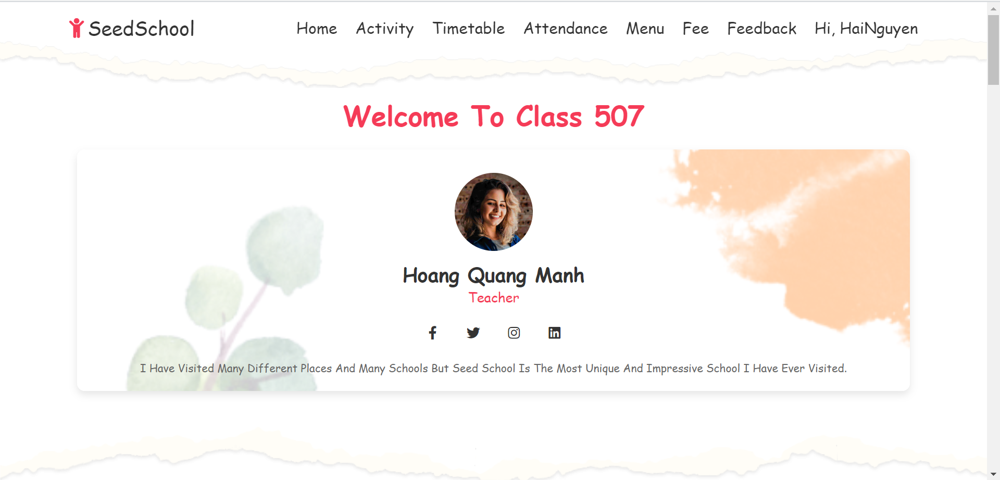 SeedSchool
Home Activity Timetable Attendance Menu Fee Feedback Hi, HaiNguyen
Welcome To Class 507
Hoang Quang Manh
Teacher
I Have Visited Many Different Places And Many Schools But Seed School Is The Most Unique And Impressive School I Have Ever Visited.